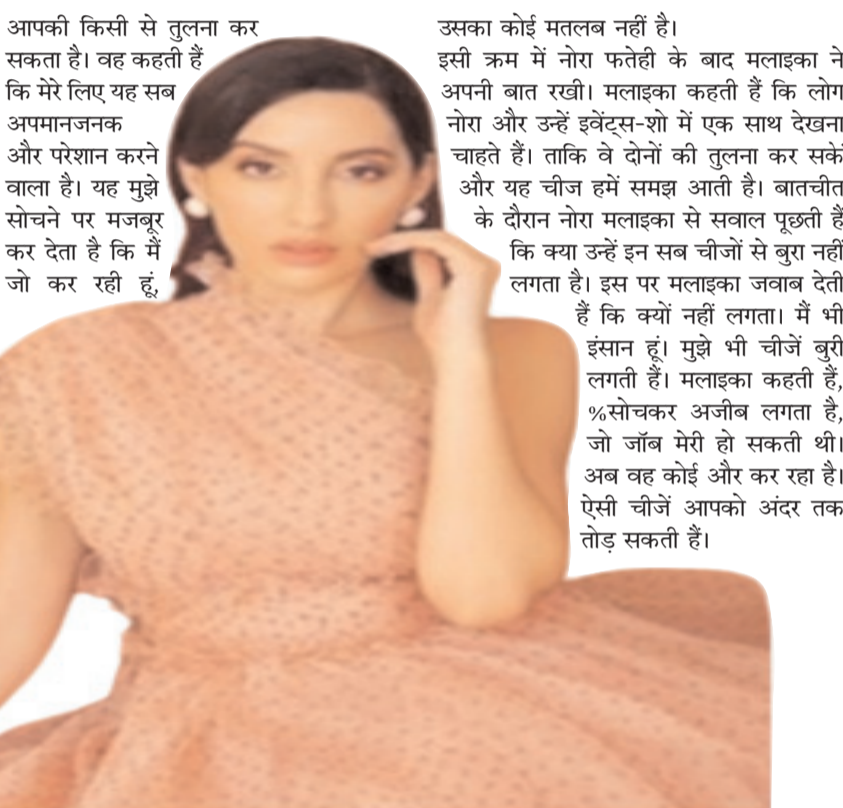 आपकी किसी से तुलना कर
सकता है। वह कहती हैं
कि मेरे लिए यह सब
अपमानजनक
और परेशान करने
वाला है। यह मुझे
सोचने पर मजबूर
कर देता है कि मैं
जो कर रही हूं,
उसका कोई मतलब नहीं है।
इसी क्रम में नोरा फतेही के बाद मलाइका ने
अपनी बात रखी। मलाइका कहती हैं कि लोग
नोरा और उन्हें इवेंट्स-शो में एक साथ देखना
चाहते हैं। ताकि वे दोनों की तुलना कर सकें
और यह चीज हमें समझ आती है। बातचीत
के दौरान नोरा मलाइका से सवाल पूछती हैं
कि क्या उन्हें इन सब चीजों से बुरा नहीं
लगता है। इस पर मलाइका जवाब देती
हैं कि क्यों नहीं लगता। मैं भी
इंसान हूं। मुझे भी चीजें बुरी
लगती हैं। मलाइका कहती हैं,
%सोचकर अजीब लगता है,
जो जॉब मेरी हो सकती थी।
अब वह कोई और कर रहा है।
ऐसी चीजें आपको अंदर तक
तोड़ सकती हैं।